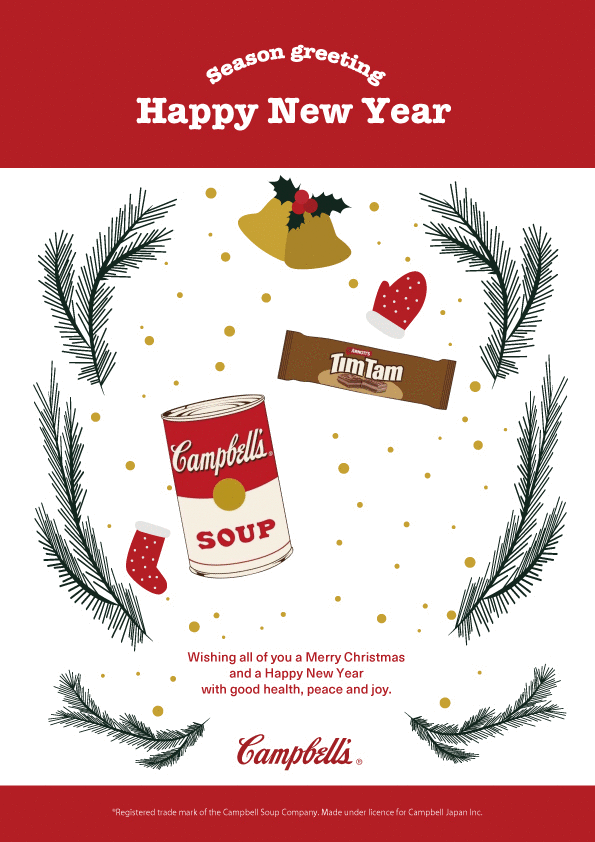 Season greeting
Happy New Year
ARNOTT'S
TimTam
Campbell's®
SOUP
Wishing all of you a Merry Christmas
and a Happy New Year
with good health, peace and joy.
Campbell's®
®Registered trade mark of the Campbell Soup Company. Made under licence for Campbell Japan Inc.